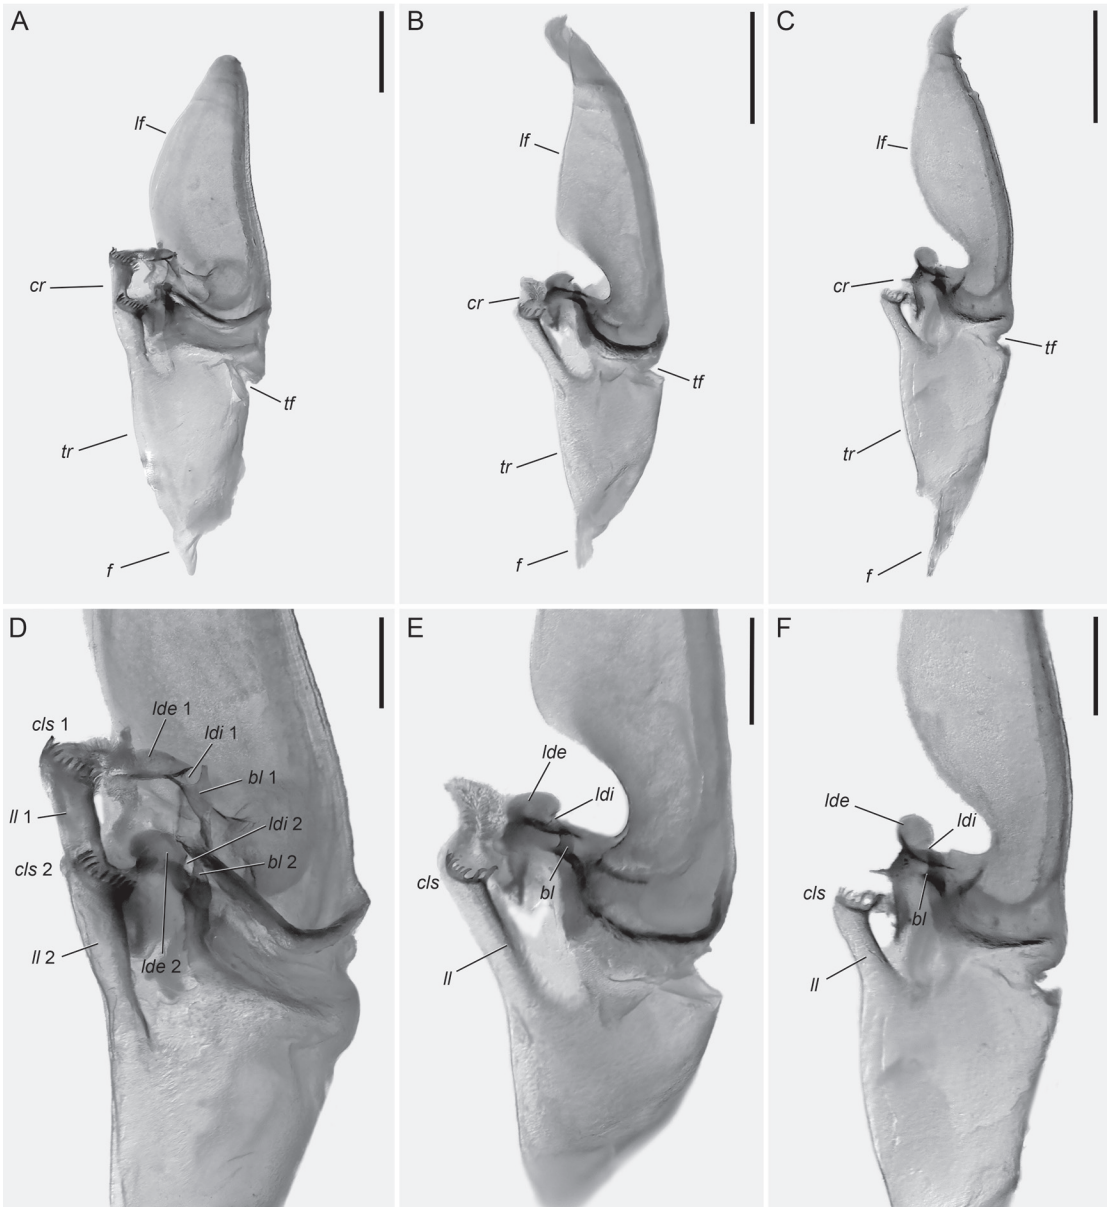 A
lf
cr
tf
tr
f
B
lf
cr
tf
tr
f
C
lf
cr
tf
tr
f
D
cls 1
lde 1
ldi 1
bl 1
ll 1
ldi 2
cls 2
bl 2
ll 2
lde 2
E
lde
ldi
cls
bl
ll
F
lde
ldi
cls
bl
ll